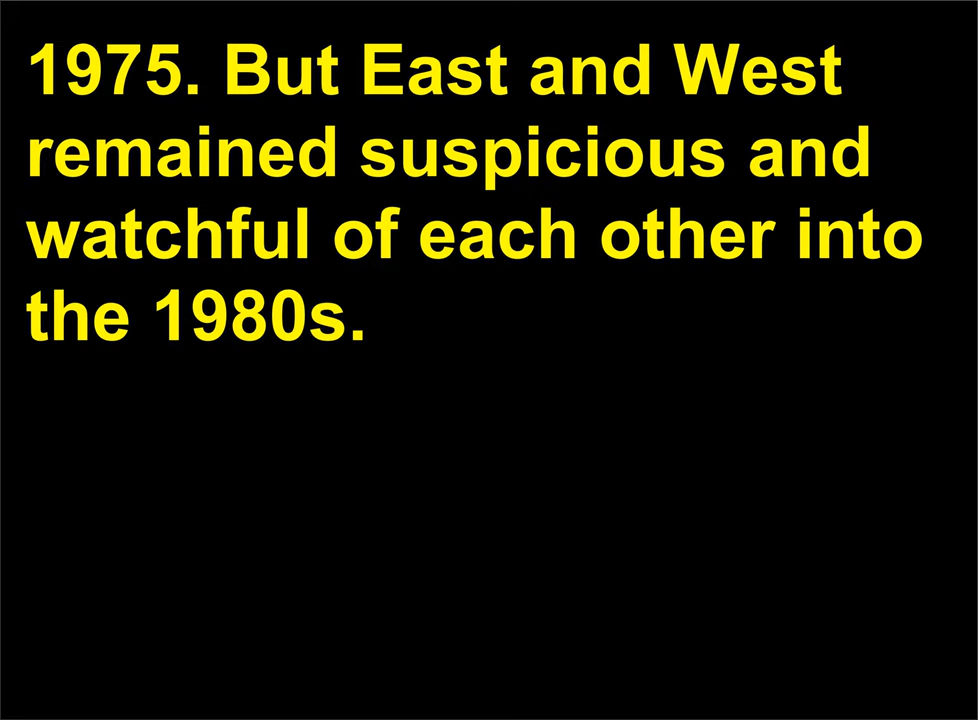 1975. But East and West
remained suspicious and
watchful of each other into
the 1980s.